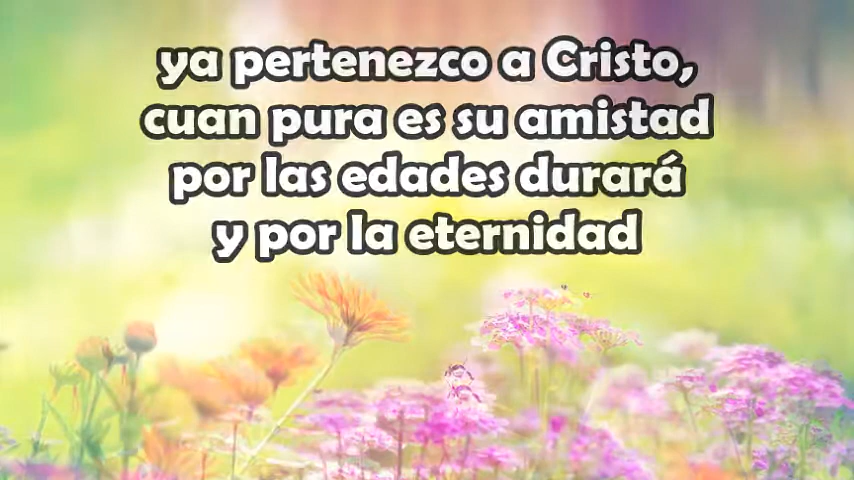 ya pertenezco a Cristo,
cuan pura es su amistad
por las edades durará
y por la eternidad